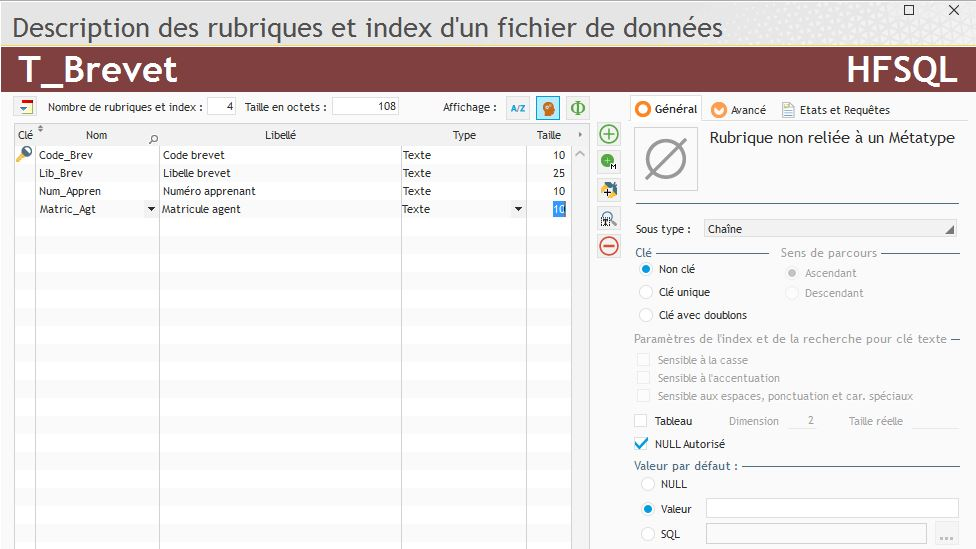 Description des rubriques et index d'un fichier de données
T_Brevet HFSQL
Nombre de rubriques et index : 4 Taille en octets : 108 Affichage : A/Z
Clé Nom Libellé Type Taille
Code_Brev Code brevet Texte 10
Lib_Brev Libelle brevet Texte 25
Num_Appren Numéro apprenant Texte 10
Matric_Agt Matricule agent Texte 10
Général Avancé Etats et Requêtes
Rubrique non reliée à un Métatype
Sous type : Chaîne
Clé Sens de parcours
Non clé Ascendant
Clé unique Descendant
Clé avec doublons
Paramètres de l'index et de la recherche pour clé texte
Sensible à la casse
Sensible à l'accentuation
Sensible aux espaces, ponctuation et car. spéciaux
Tableau Dimension 2 Taille réelle
NULL Autorisé
Valeur par défaut :
NULL
Valeur
SQL ...